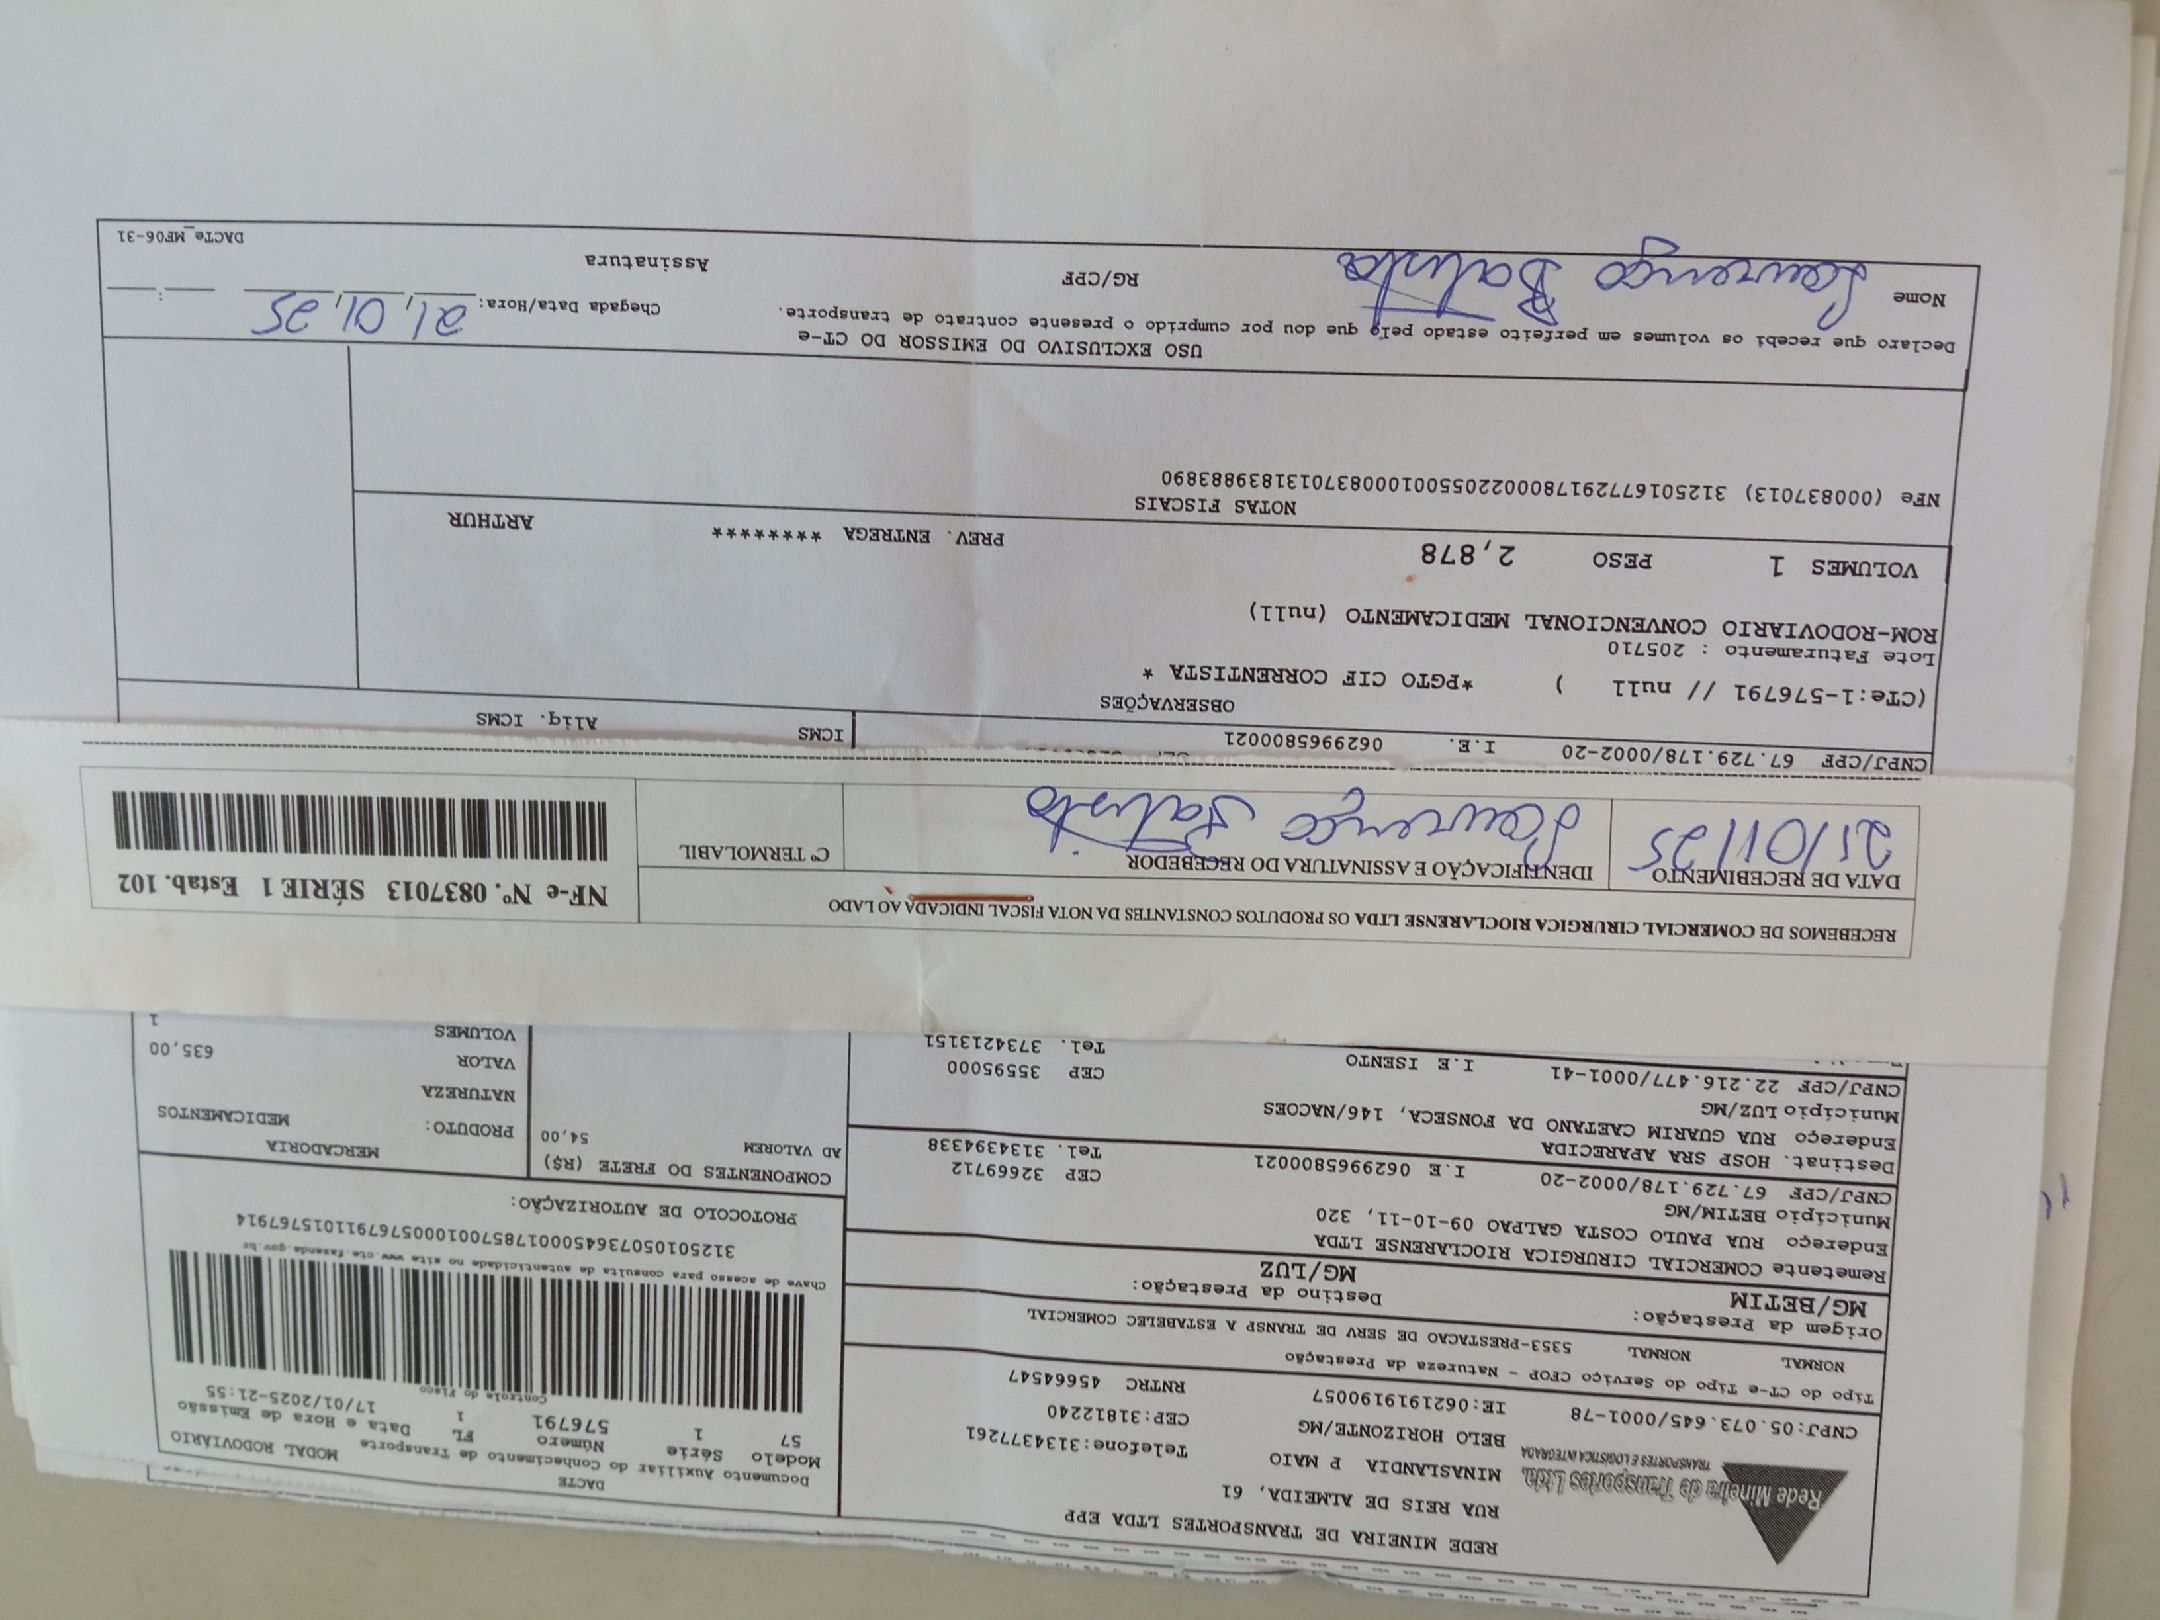 REDE MINEIRA DE TRANSPORTES LTDA EPP
RUA REIS DE ALMEIDA, 61
Rede Mineira de Transportes Ltda.
TRANSPORTES E LOGÍSTICA INTEGRADA
MINASLANDIA P MAIO Telefone:3134377261
BELO HORIZONTE/MG CEP:31812240
CNPJ:05.073.645/0001-78 IE:0621919190057 RNTRC 45664547
DACTE
Documento Auxiliar do Conhecimento de Transporte MODAL RODOVIÁRIO
Modelo Série Número FL Data e Hora de Emissão
57 1 576791 1 17/01/2025-21:55
Controle do Fisco
Chave de acesso para consulta de autenticidade no site www.cte.fazenda.gov.br
31250105073645000178570010005767911015767914
PROTOCOLO DE AUTORIZAÇÃO:
Tipo do CT-e Tipo do Serviço CFOP - Natureza da Prestação
NORMAL NORMAL 5353-PRESTACAO DE SERV DE TRANSP A ESTABELEC COMERCIAL
Origem da Prestação: Destino da Prestação:
MG/BETIM MG/LUZ
Remetente COMERCIAL CIRURGICA RIOCLARENSE LTDA
Endereço RUA PAULO COSTA GALPAO 09-10-11, 320
Município BETIM/MG CEP 32669712
CNPJ/CPF 67.729.178/0002-20 I.E 0629965800021 Tel. 3134394338
Destinat. HOSP SRA APARECIDA
Endereço RUA GUARIM CAETANO DA FONSECA, 146/NACOES
Município LUZ/MG CEP 35595000
CNPJ/CPF 22.216.477/0001-41 I.E ISENTO Tel. 3734213151
COMPONENTES DO FRETE (R$)
AD VALOREM 54,00
MERCADORIA
PRODUTO: MEDICAMENTOS
NATUREZA
VALOR 635,00
VOLUMES 1
RECEBEMOS DE COMERCIAL CIRURGICA RIOCLARENSE LTDA OS PRODUTOS CONSTANTES DA NOTA FISCAL INDICADA AO LADO
DATA DE RECEBIMENTO IDENTIFICAÇÃO E ASSINATURA DO RECEBEDOR Cº TERMOLABIL
21/01/25 Lourenço Batista
NF-e Nº. 0837013 SÉRIE 1 Estab. 102
CNPJ/CPF 67.729.178/0002-20 I.E. 0629965800021
ICMS Aliq. ICMS
OBSERVAÇÕES
(CTe:1-576791 // null ) *PGTO CIF CORRENTISTA *
Lote Faturamento : 205710
ROM-RODOVIARIO CONVENCIONAL MEDICAMENTO (null)
VOLUMES 1 PESO 2,878 PREV. ENTREGA ******** ARTHUR
NOTAS FISCAIS
NFe (000837013) 31250167729178000220550010008370131839883890
USO EXCLUSIVO DO EMISSOR DO CT-e
Declaro que recebi os volumes em perfeito estado pelo que dou por cumprido o presente contrato de transporte.
Chegada Data/Hora: 21,01,25
Nome Lourenço Batista RG/CPF Assinatura
DACTe_MF06-31